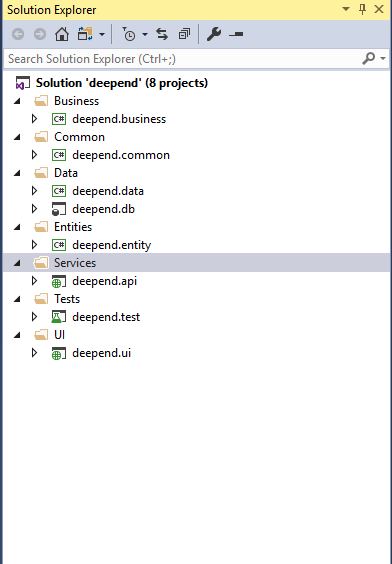 Solution Explorer
Search Solution Explorer (Ctrl+;)
Solution 'deepend' (8 projects)
Business
C# deepend.business
Common
C# deepend.common
Data
C# deepend.data
deepend.db
Entities
C# deepend.entity
Services
deepend.api
Tests
deepend.test
UI
deepend.ui